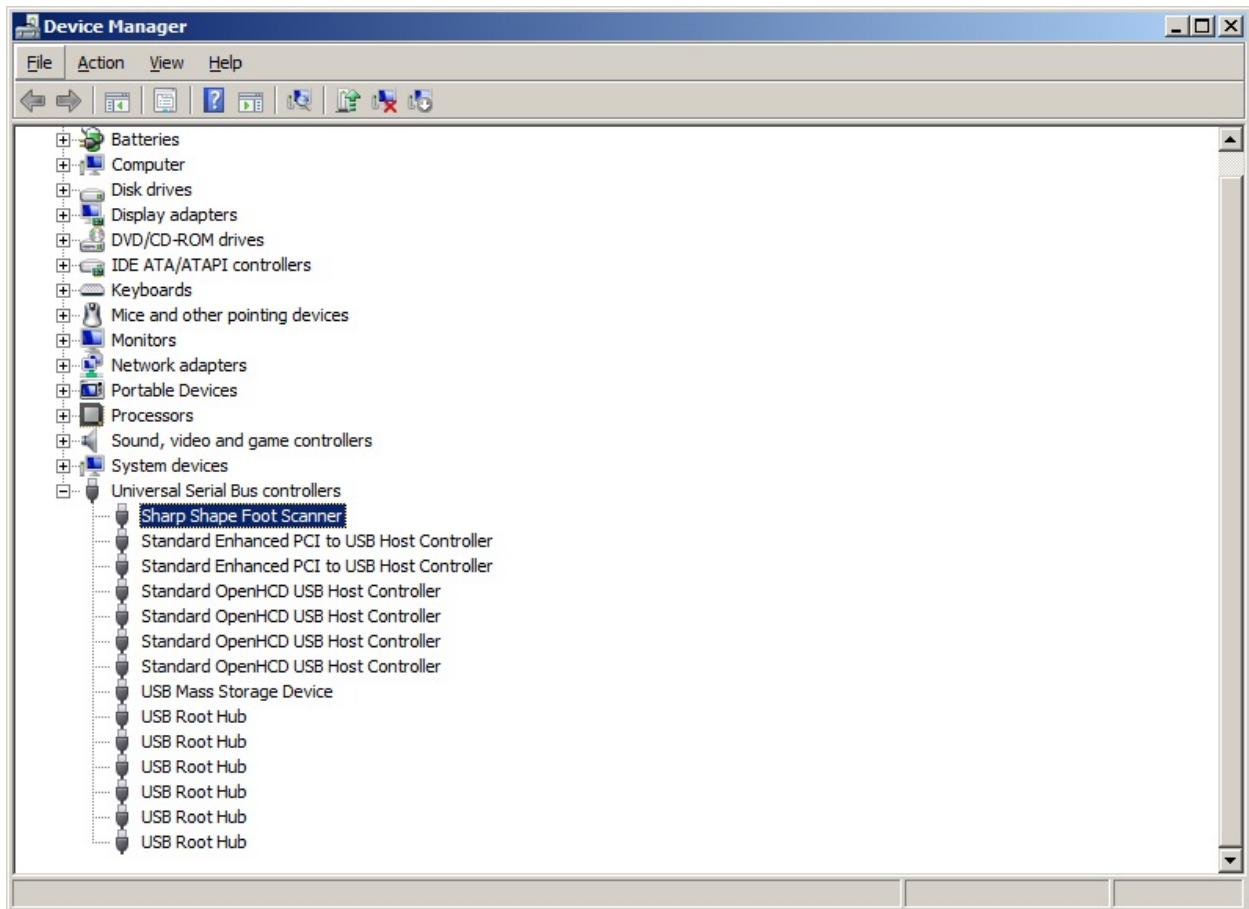 Device Manager
File Action View Help
Batteries
Computer
Disk drives
Display adapters
DVD/CD-ROM drives
IDE ATA/ATAPI controllers
Keyboards
Mice and other pointing devices
Monitors
Network adapters
Portable Devices
Processors
Sound, video and game controllers
System devices
Universal Serial Bus controllers
Sharp Shape Foot Scanner
Standard Enhanced PCI to USB Host Controller
Standard Enhanced PCI to USB Host Controller
Standard OpenHCD USB Host Controller
Standard OpenHCD USB Host Controller
Standard OpenHCD USB Host Controller
Standard OpenHCD USB Host Controller
USB Mass Storage Device
USB Root Hub
USB Root Hub
USB Root Hub
USB Root Hub
USB Root Hub
USB Root Hub